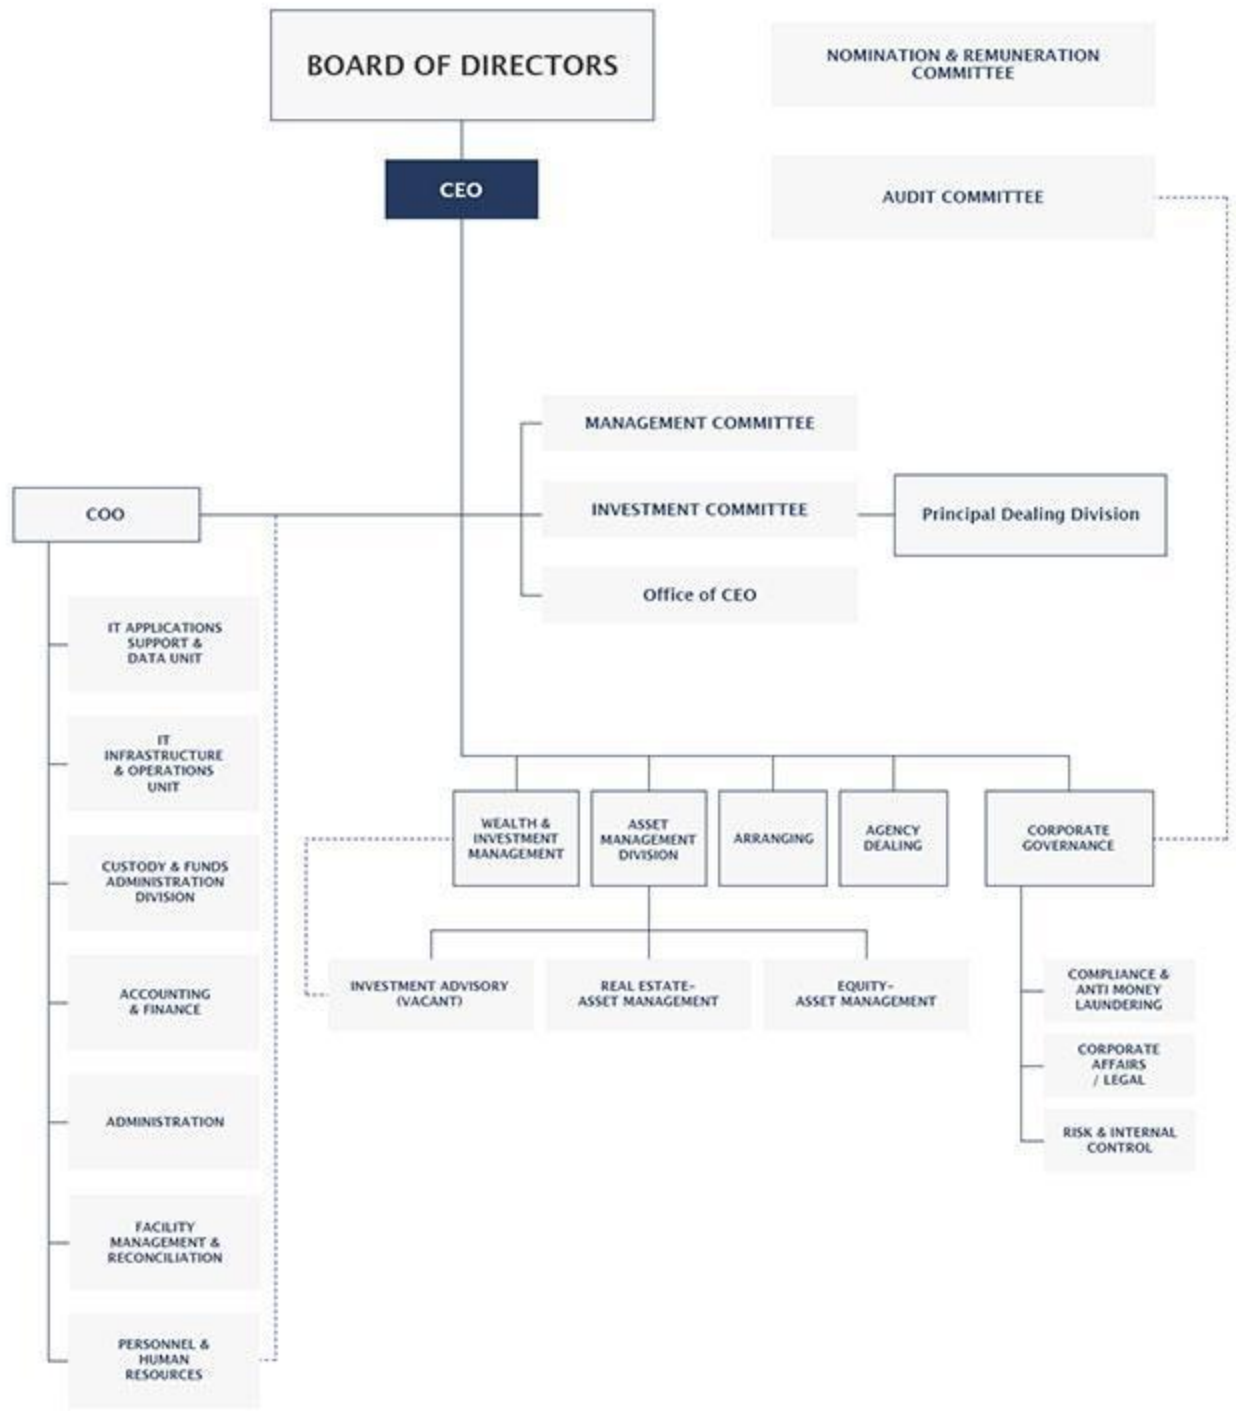 BOARD OF DIRECTORS
NOMINATION & REMUNERATION
COMMITTEE
CEO
AUDIT COMMITTEE
MANAGEMENT COMMITTEE
COO
INVESTMENT COMMITTEE
Principal Dealing Division
Office of CEO
IT APPLICATIONS
SUPPORT &
DATA UNIT
IT
INFRASTRUCTURE
& OPERATIONS
UNIT
CUSTODY & FUNDS
ADMINISTRATION
DIVISION
ACCOUNTING
& FINANCE
ADMINISTRATION
FACILITY
MANAGEMENT &
RECONCILIATION
PERSONNEL &
HUMAN
RESOURCES
WEALTH &
INVESTMENT
MANAGEMENT
ASSET
MANAGEMENT
DIVISION
ARRANGING
AGENCY
DEALING
CORPORATE
GOVERNANCE
INVESTMENT ADVISORY
(VACANT)
REAL ESTATE-
ASSET MANAGEMENT
EQUITY-
ASSET MANAGEMENT
COMPLIANCE &
ANTI MONEY
LAUNDERING
CORPORATE
AFFAIRS
/ LEGAL
RISK & INTERNAL
CONTROL